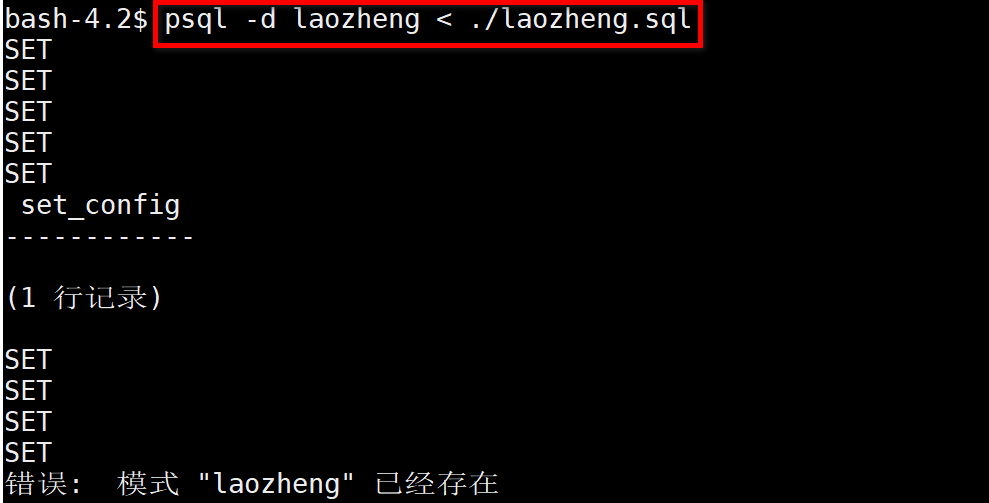 bash-4.2$ psql -d laozheng < ./laozheng.sql
SET
SET
SET
SET
SET
 set_config
------------
(1 行记录)
SET
SET
SET
SET
错误:  模式 "laozheng" 已经存在